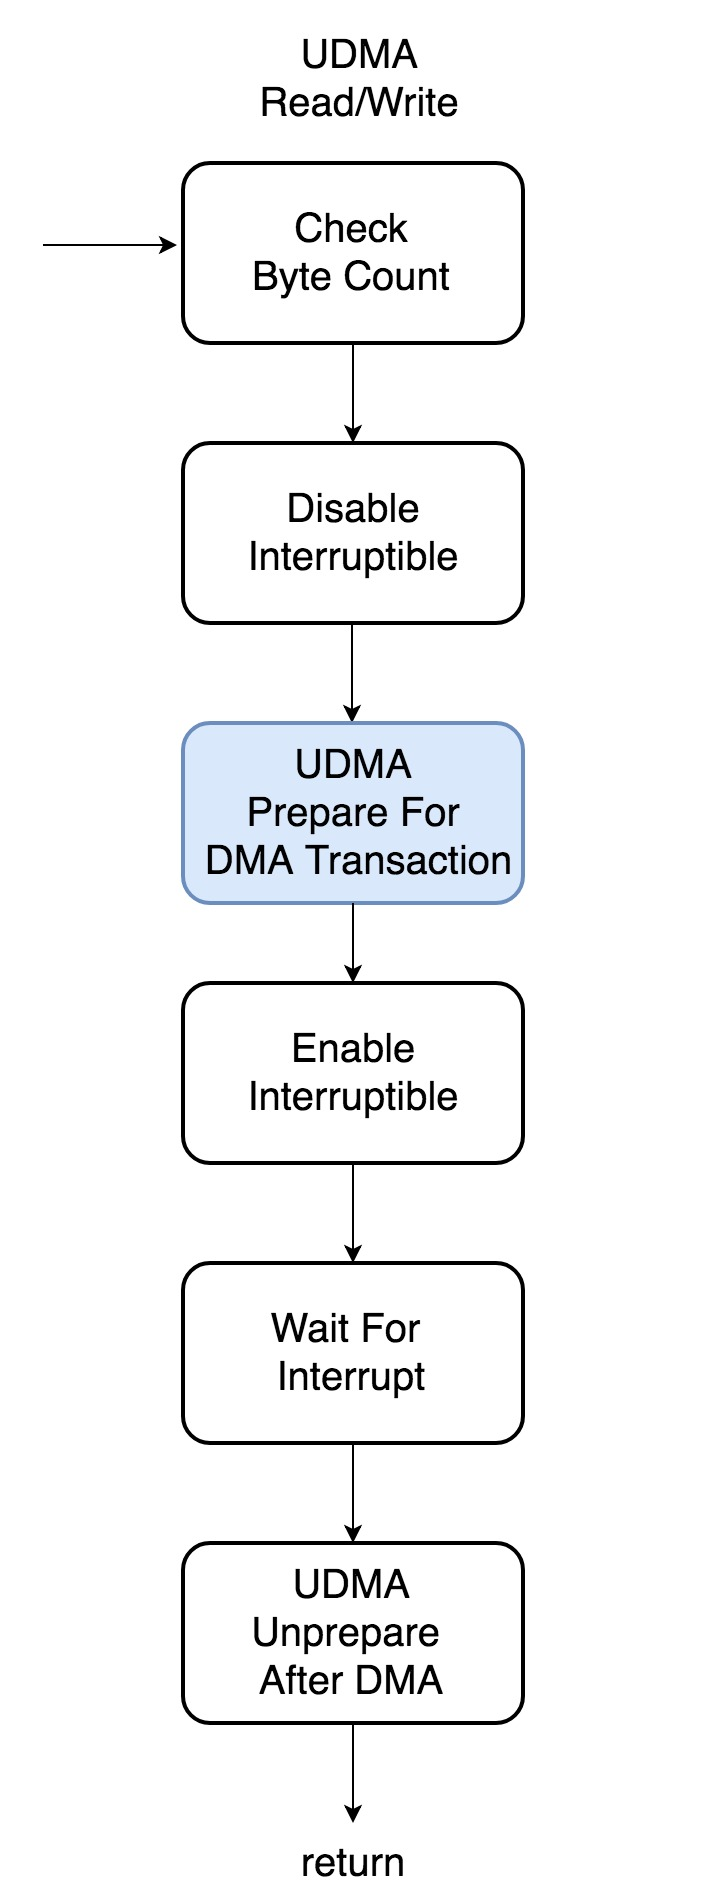 UDMA
Read/Write
Check
Byte Count
Disable
Interruptible
UDMA
Prepare For
DMA Transaction
Enable
Interruptible
Wait For
Interrupt
UDMA
Unprepare
After DMA
return